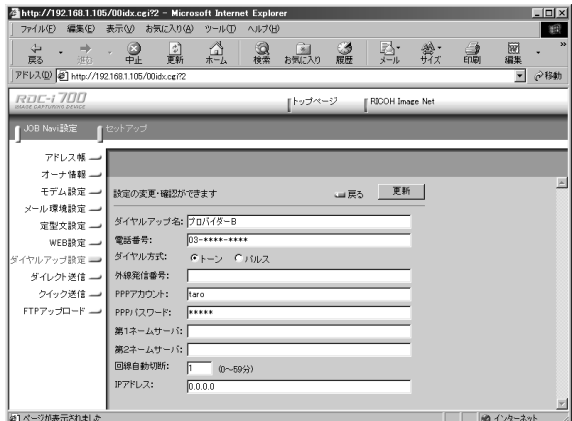 http://192.168.1.105/00idx.cgi?2 - Microsoft Internet Explorer
ファイル(F) 編集(E) 表示(V) お気に入り(A) ツール(T) ヘルプ(H)
戻る 進む 中止 更新 ホーム 検索 お気に入り 履歴 メール サイズ 印刷 編集 »
アドレス(D) http://192.168.1.105/00idx.cgi?2 移動
RDC-i700
IMAGE CAPTURING DEVICE
トップページ RICOH Image Net
JOB Navi設定 セットアップ
アドレス帳
オーナ情報
モデム設定
メール環境設定
定型文設定
WEB設定
ダイヤルアップ設定
ダイレクト送信
クイック送信
FTPアップロード
設定の変更・確認ができます 戻る 更新
ダイヤルアップ名: プロバイダーB
電話番号: 03-****-****
ダイヤル方式: トーン パルス
外線発信番号:
PPPアカウント: taro
PPPパスワード: *****
第1ネームサーバ:
第2ネームサーバ:
回線自動切断: 1 (0～59分)
IPアドレス: 0.0.0.0
ページが表示されました インターネット